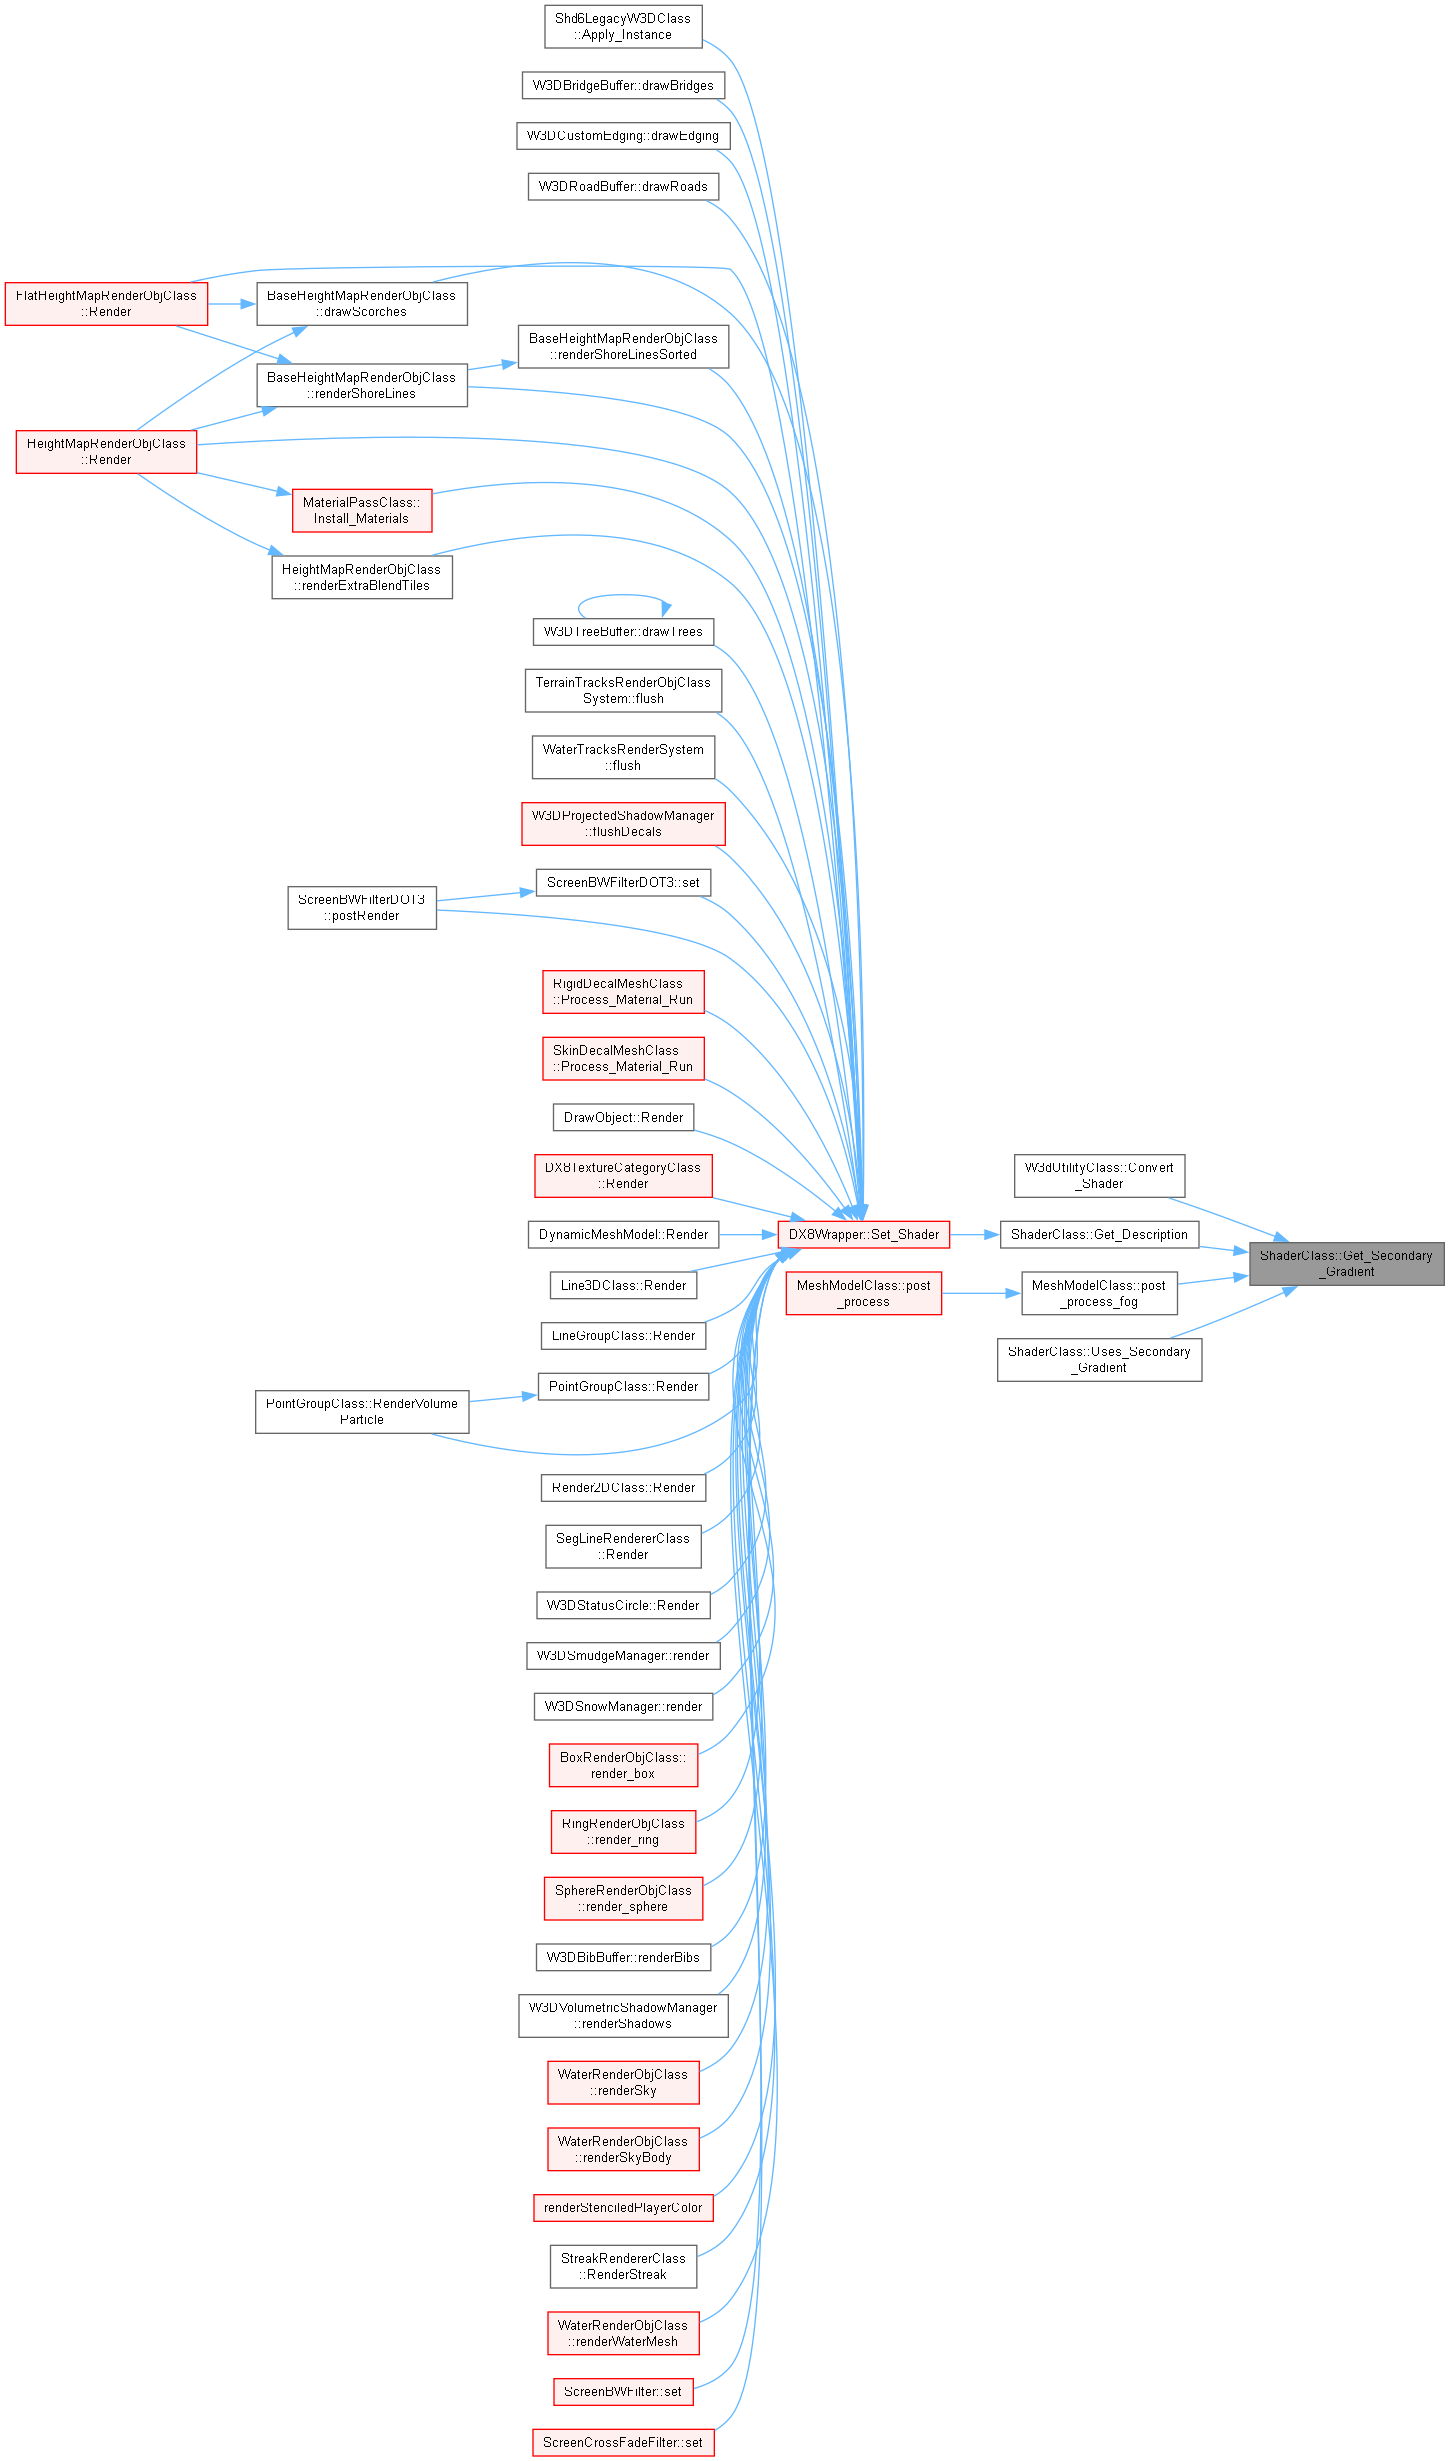 Shd6LegacyW3DClass
::Apply_Instance
W3DBridgeBuffer::drawBridges
W3DCustomEdging::drawEdging
W3DRoadBuffer::drawRoads
FlatHeightMapRenderObjClass
::Render
BaseHeightMapRenderObjClass
::drawScorches
BaseHeightMapRenderObjClass
::renderShoreLinesSorted
BaseHeightMapRenderObjClass
::renderShoreLines
HeightMapRenderObjClass
::Render
MaterialPassClass::
Install_Materials
HeightMapRenderObjClass
::renderExtraBlendTiles
W3DTreeBuffer::drawTrees
TerrainTracksRenderObjClass
System::flush
WaterTracksRenderSystem
::flush
W3DProjectedShadowManager
::flushDecals
ScreenBWFilterDOT3::set
ScreenBWFilterDOT3
::postRender
RigidDecalMeshClass
::Process_Material_Run
SkinDecalMeshClass
::Process_Material_Run
DrawObject::Render
DX8TextureCategoryClass
::Render
DynamicMeshModel::Render
Line3DClass::Render
LineGroupClass::Render
PointGroupClass::Render
PointGroupClass::RenderVolume
Particle
Render2DClass::Render
SegLineRendererClass
::Render
W3DStatusCircle::Render
W3DSmudgeManager::render
W3DSnowManager::render
BoxRenderObjClass::
render_box
RingRenderObjClass
::render_ring
SphereRenderObjClass
::render_sphere
W3DBibBuffer::renderBibs
W3DVolumetricShadowManager
::renderShadows
WaterRenderObjClass
::renderSky
WaterRenderObjClass
::renderSkyBody
renderStenciledPlayerColor
StreakRendererClass
::RenderStreak
WaterRenderObjClass
::renderWaterMesh
ScreenBWFilter::set
ScreenCrossFadeFilter::set
DX8Wrapper::Set_Shader
MeshModelClass::post
_process
W3dUtilityClass::Convert
_Shader
ShaderClass::Get_Description
MeshModelClass::post
_process_fog
ShaderClass::Uses_Secondary
_Gradient
ShaderClass::Get_Secondary
_Gradient